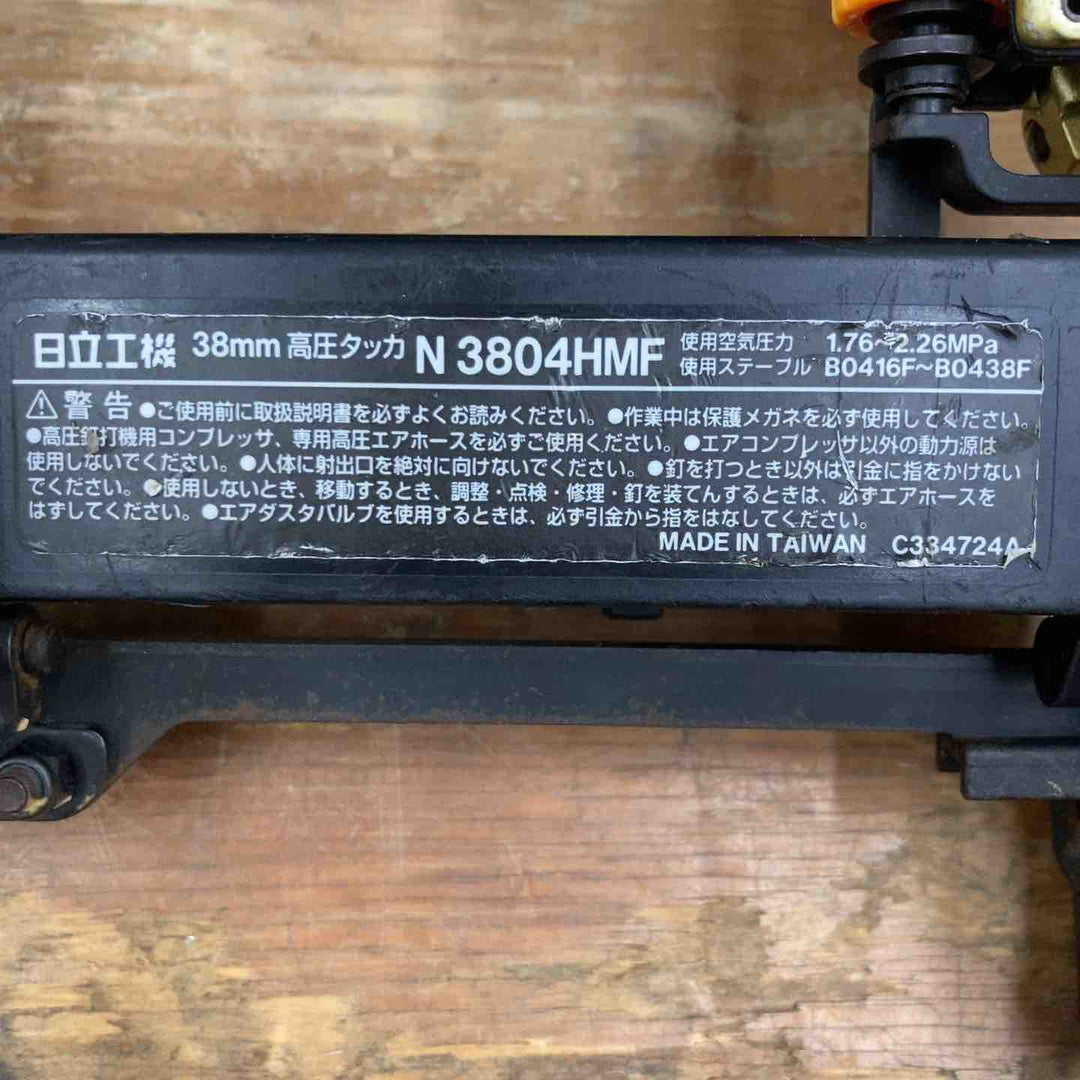 日立工機 38mm 高圧タッカ N 3804HMF 使用空気圧力 1.76~2.26MPa
使用ステープル B0416F~B0438F
⚠警告 ●ご使用前に取扱説明書を必ずよくお読みください。 ●作業中は保護メガネを必ず使用してください。
●高圧釘打機用コンプレッサ、専用高圧エアホースを必ずご使用ください。 ●エアコンプレッサ以外の動力源は
使用しないでください。 ●人体に射出口を絶対に向けないでください。 ●釘を打つとき以外は引金に指をかけない
でください。 ●使用しないとき、移動するとき、調整・点検・修理・釘を装てんするときは、必ずエアホースを
はずしてください。 ●エアダスタバルブを使用するときは、必ず引金から指をはなしてください。
MADE IN TAIWAN C334724A